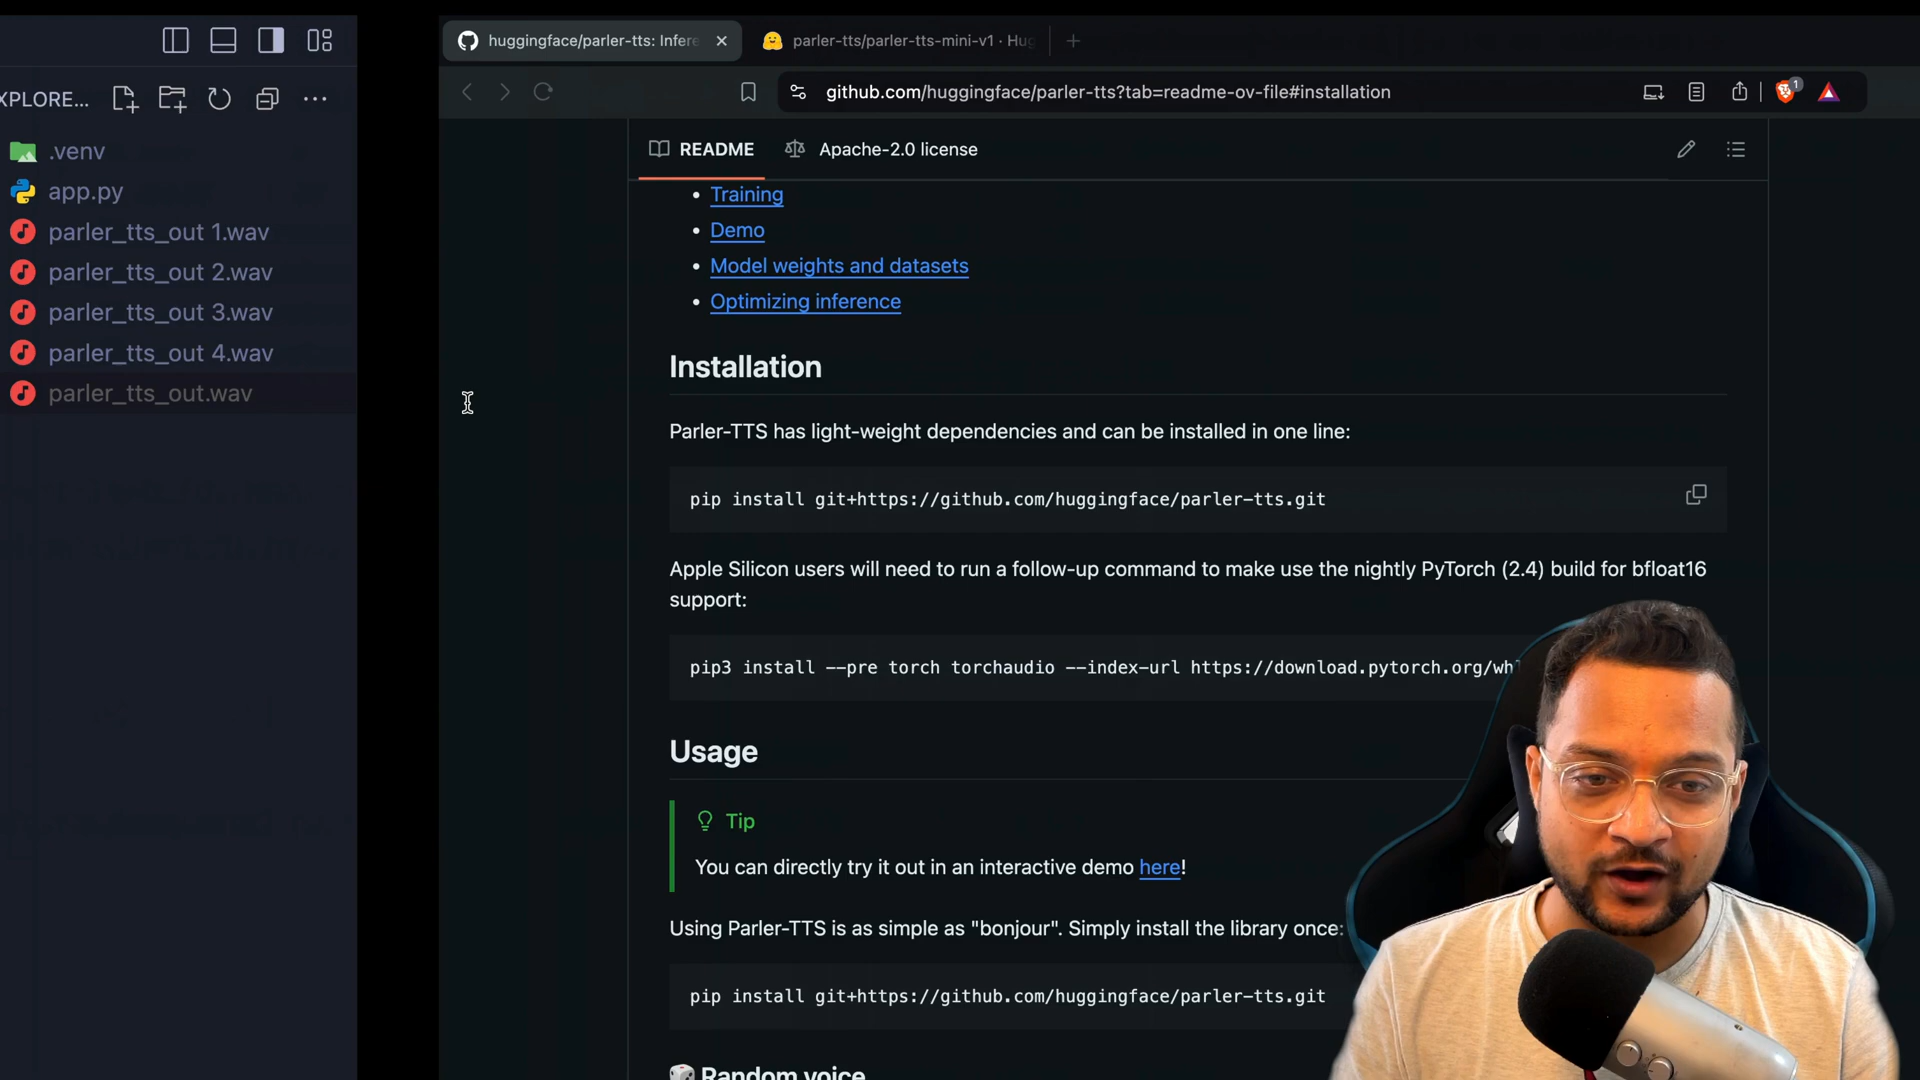 XPLORE...
.venv
app.py
parler_tts_out 1.wav
parler_tts_out 2.wav
parler_tts_out 3.wav
parler_tts_out 4.wav
parler_tts_out.wav
huggingface/parler-tts: Infere
parler-tts/parler-tts-mini-v1 · Hug
github.com/huggingface/parler-tts?tab=readme-ov-file#installation
1
README
Apache-2.0 license
• Training
• Demo
• Model weights and datasets
• Optimizing inference
Installation
Parler-TTS has light-weight dependencies and can be installed in one line:
pip install git+https://github.com/huggingface/parler-tts.git
Apple Silicon users will need to run a follow-up command to make use the nightly PyTorch (2.4) build for bfloat16
support:
pip3 install --pre torch torchaudio --index-url https://download.pytorch.org/wh
Usage
Tip
You can directly try it out in an interactive demo here!
Using Parler-TTS is as simple as "bonjour". Simply install the library once:
pip install git+https://github.com/huggingface/parler-tts.git
Random voice